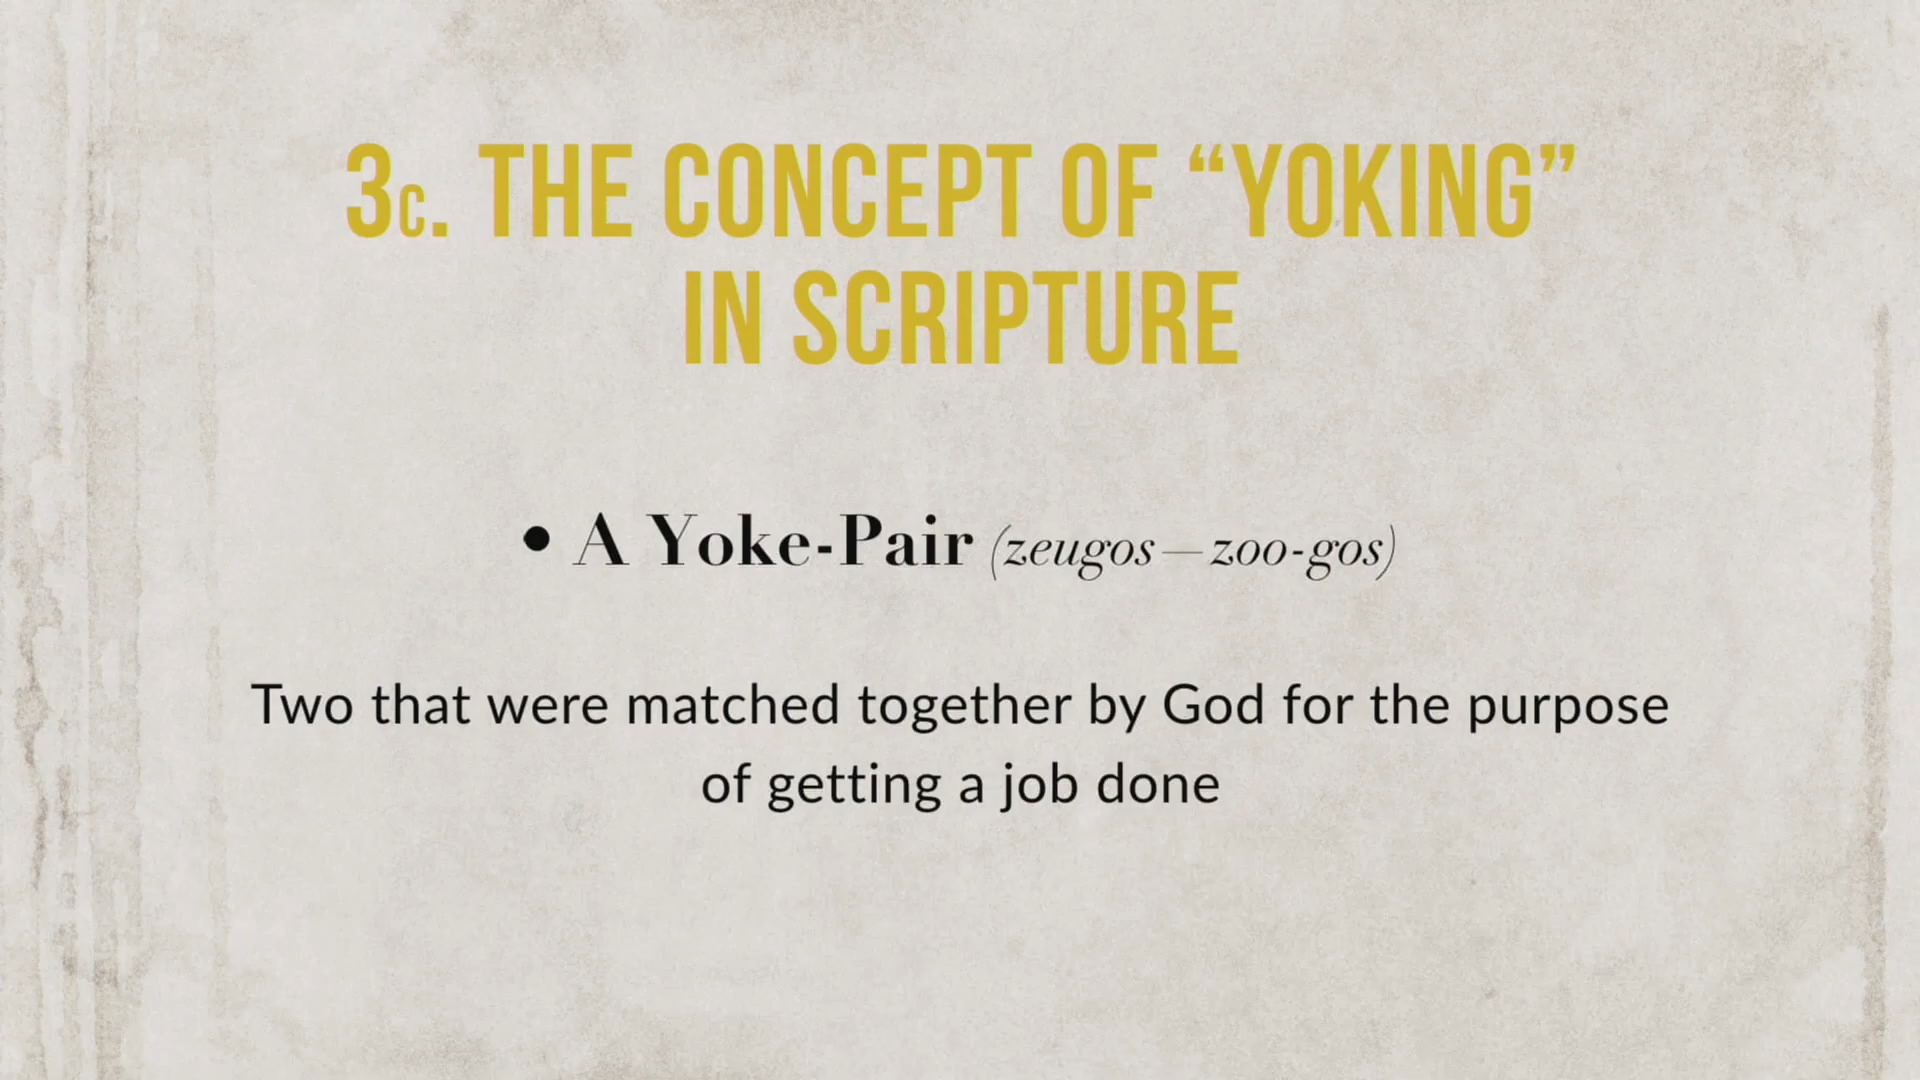 3c. THE CONCEPT OF “YOKING”
IN SCRIPTURE
• A Yoke-Pair (zeugos—zoo-gos)
Two that were matched together by God for the purpose
of getting a job done